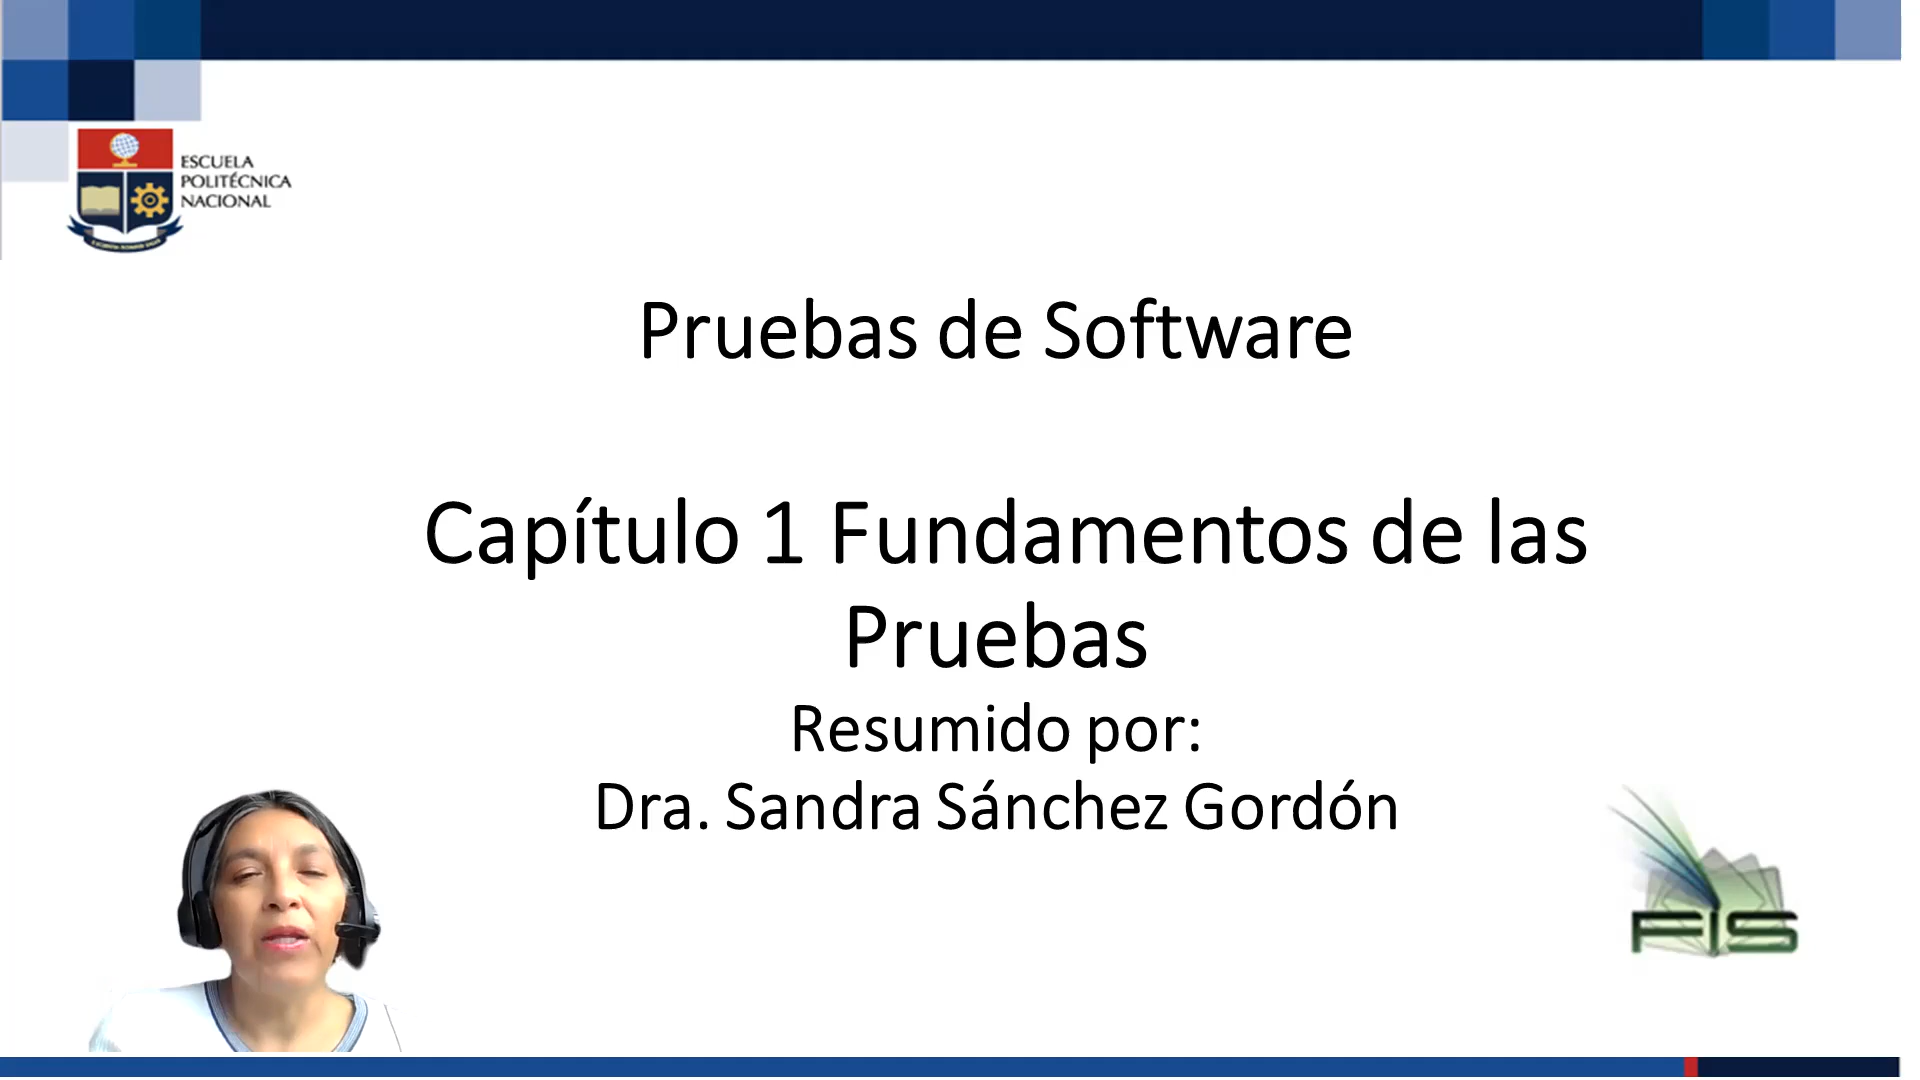 ESCUELA
POLITÉCNICA
NACIONAL
Pruebas de Software
Capítulo 1 Fundamentos de las
Pruebas
Resumido por:
Dra. Sandra Sánchez Gordón
FIS